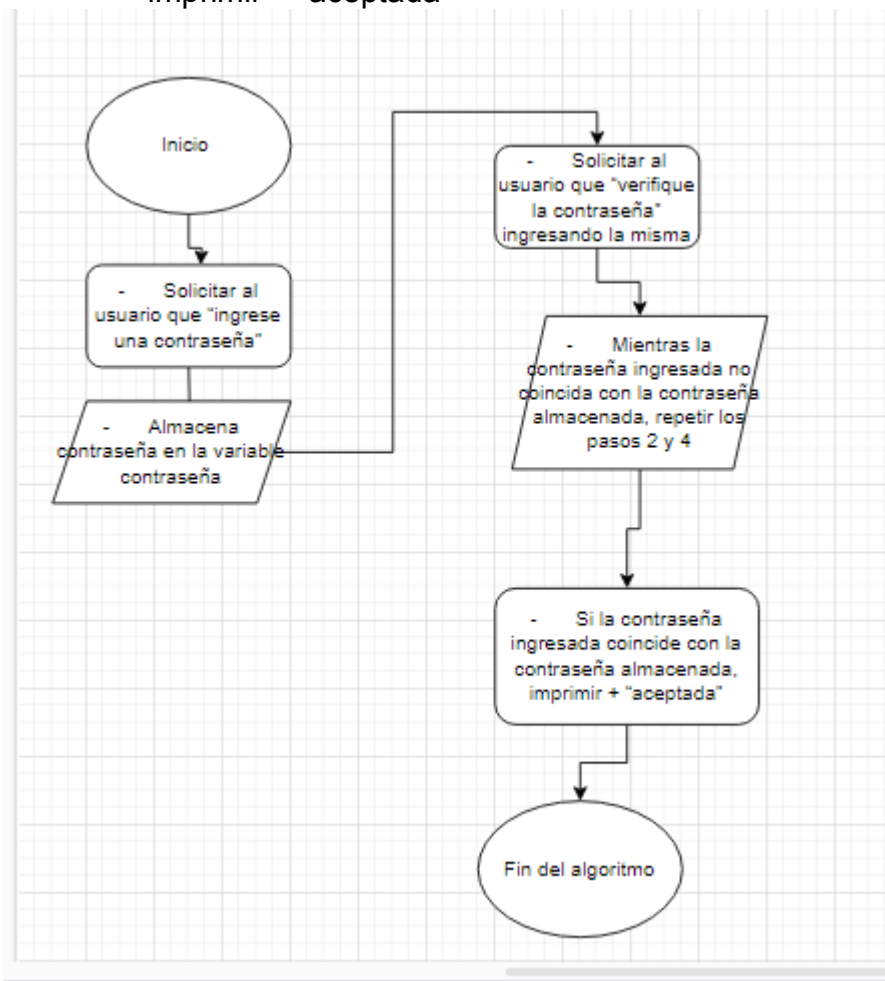 imprimir " aceptada"
Inicio
- Solicitar al
usuario que "ingrese
una contraseña"
- Almacena
contraseña en la variable
contraseña
- Solicitar al
usuario que "verifique
la contraseña"
ingresando la misma
- Mientras la
contraseña ingresada no
coincida con la contraseña
almacenada, repetir los
pasos 2 y 4
- Si la contraseña
ingresada coincide con la
contraseña almacenada,
imprimir + "aceptada"
Fin del algoritmo